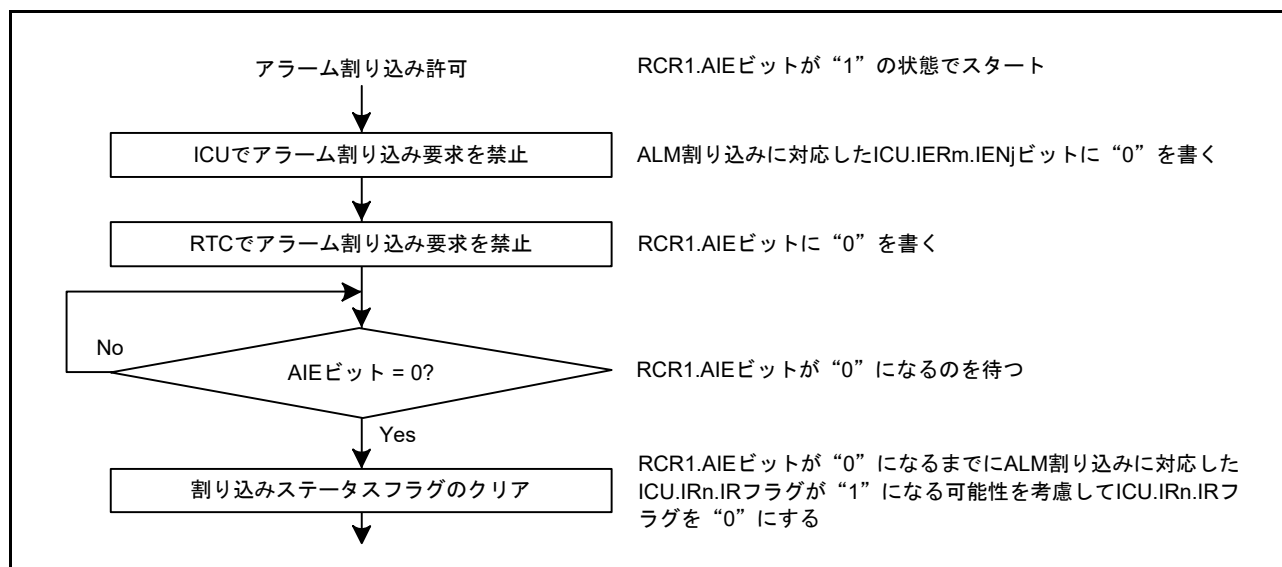 アラーム割り込み許可
RCR1.AIEビットが“1”の状態でスタート
ICUでアラーム割り込み要求を禁止
ALM割り込みに対応したICU.IERm.IENjビットに“0”を書く
RTCでアラーム割り込み要求を禁止
RCR1.AIEビットに“0”を書く
No
AIEビット = 0?
RCR1.AIEビットが“0”になるのを待つ
Yes
割り込みステータスフラグのクリア
RCR1.AIEビットが“0”になるまでにALM割り込みに対応した
ICU.IRn.IRフラグが“1”になる可能性を考慮してICU.IRn.IRフ
ラグを“0”にする